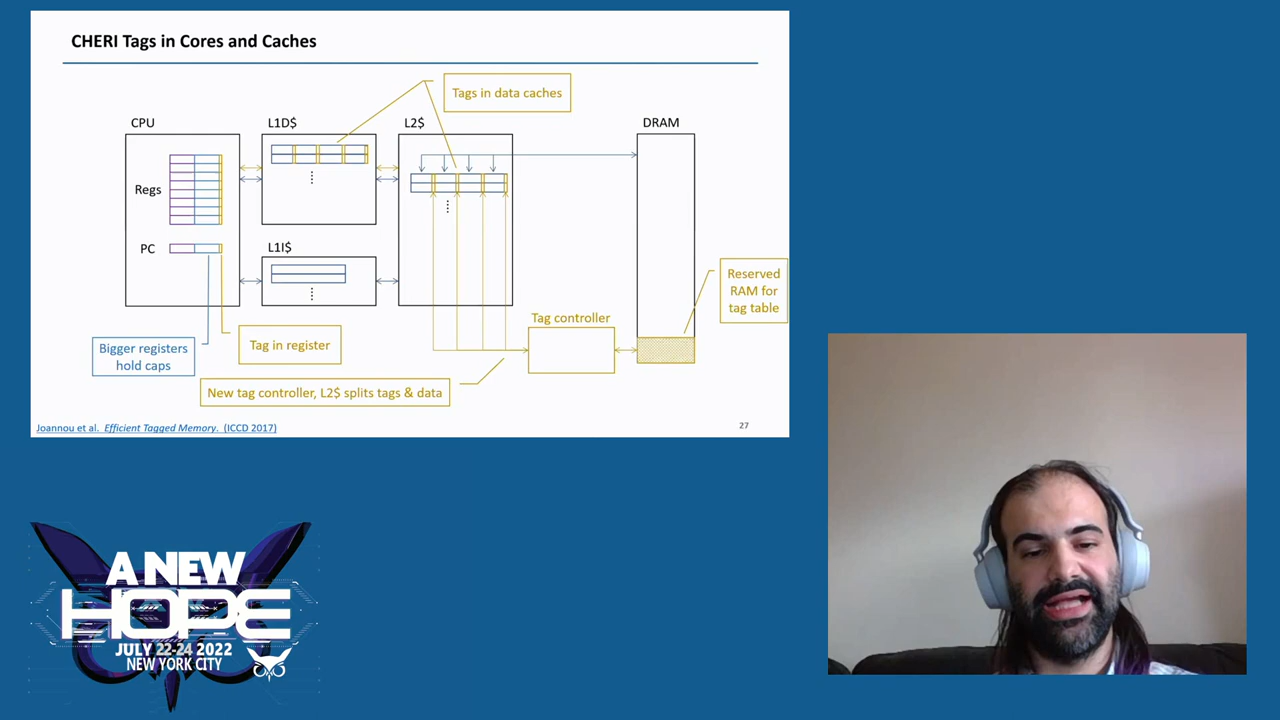 CHERI Tags in Cores and Caches
Tags in data caches
CPU
L1D$
L2$
DRAM
Regs
PC
L1I$
Reserved
RAM for
tag table
Tag controller
Bigger registers
hold caps
Tag in register
New tag controller, L2$ splits tags & data
Joannou et al. Efficient Tagged Memory. (ICCD 2017)
27
A NEW
HOPE
JULY 22-24 2022
NEW YORK CITY